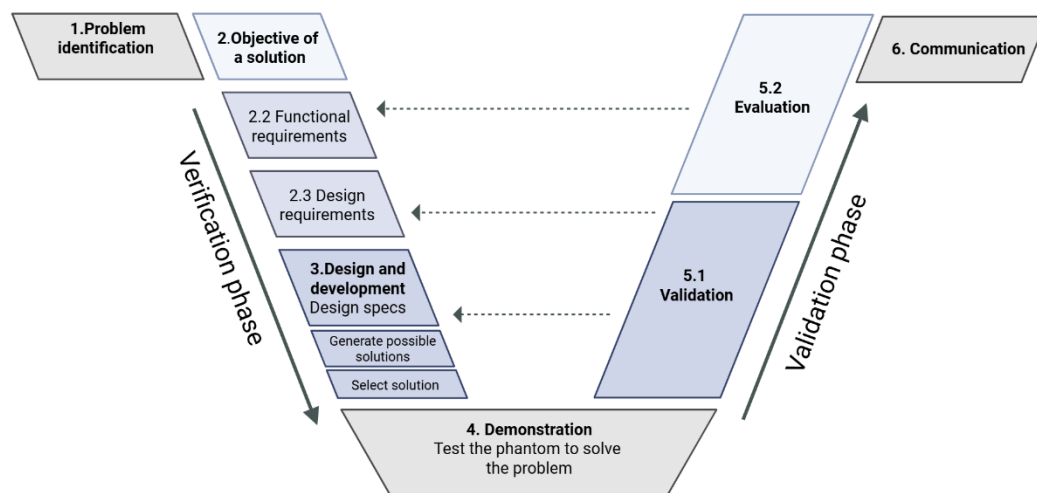 1.Problem
identification
2.Objective of
a solution
2.2 Functional
requirements
2.3 Design
requirements
3.Design and
development
Design specs
Generate possible
solutions
Select solution
Verification phase
4. Demonstration
Test the phantom to solve
the problem
5.1
Validation
5.2
Evaluation
Validation phase
6. Communication